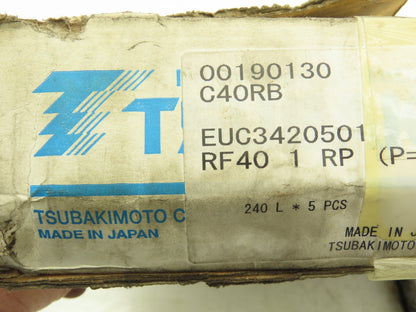 00190130
C40RB
EUC3420501
RF40 1 RP (P=
240 L * 5 PCS
TSUBAKIMOTO C
MADE IN JAPAN
MADE IN J
TSUBAKIMOTO